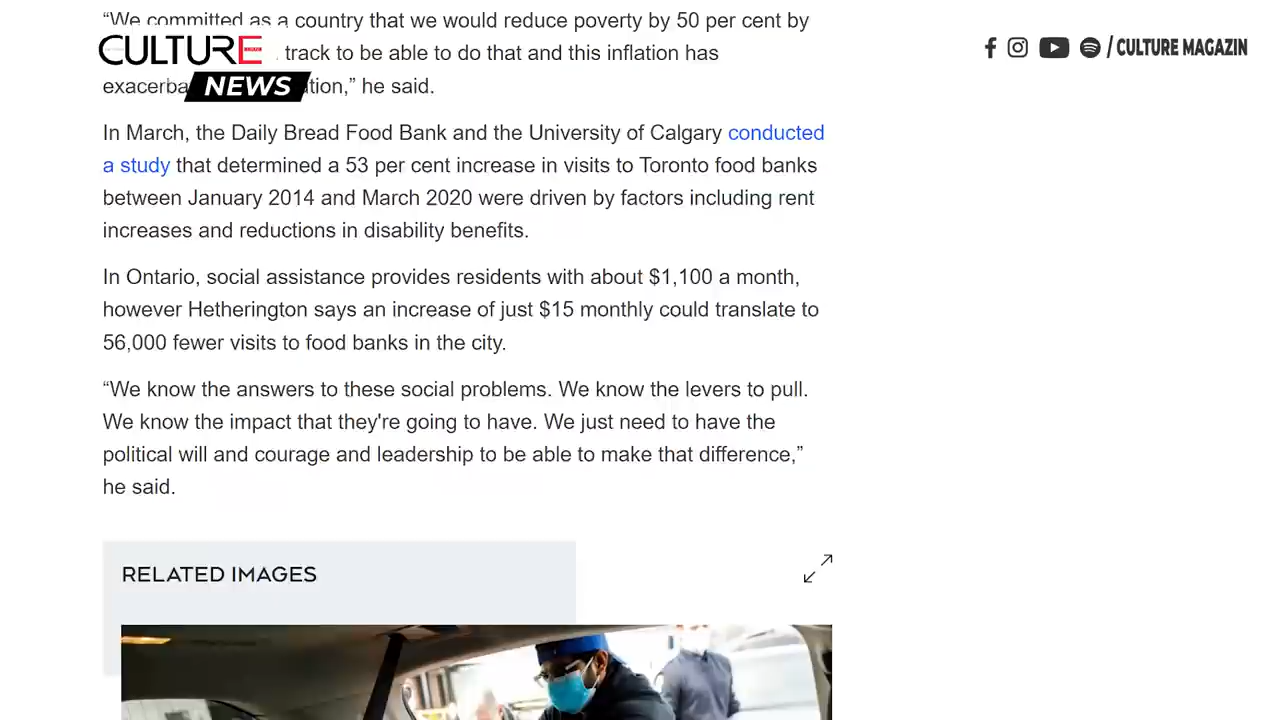 “We committed as a country that we would reduce poverty by 50 per cent by
CULTURE
track to be able to do that and this inflation has
exacerba
NEWS
tion,” he said.
f / CULTURE MAGAZIN
In March, the Daily Bread Food Bank and the University of Calgary conducted
a study that determined a 53 per cent increase in visits to Toronto food banks
between January 2014 and March 2020 were driven by factors including rent
increases and reductions in disability benefits.
In Ontario, social assistance provides residents with about $1,100 a month,
however Hetherington says an increase of just $15 monthly could translate to
56,000 fewer visits to food banks in the city.
“We know the answers to these social problems. We know the levers to pull.
We know the impact that they're going to have. We just need to have the
political will and courage and leadership to be able to make that difference,”
he said.
RELATED IMAGES